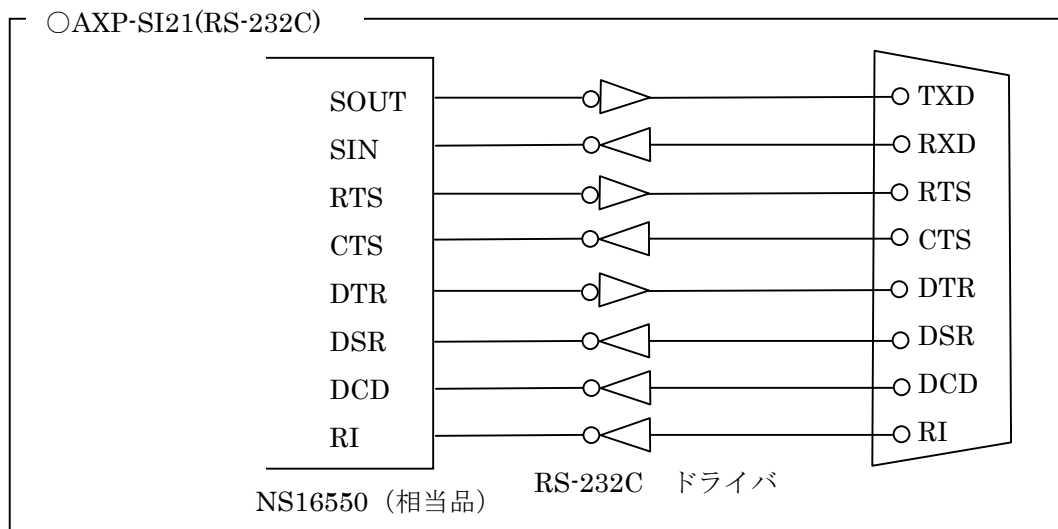 ○AXP-SI21(RS-232C)
SOUT TXD
SIN RXD
RTS RTS
CTS CTS
DTR DTR
DSR DSR
DCD DCD
RI RI
RS-232C ドライバ
NS16550（相当品）